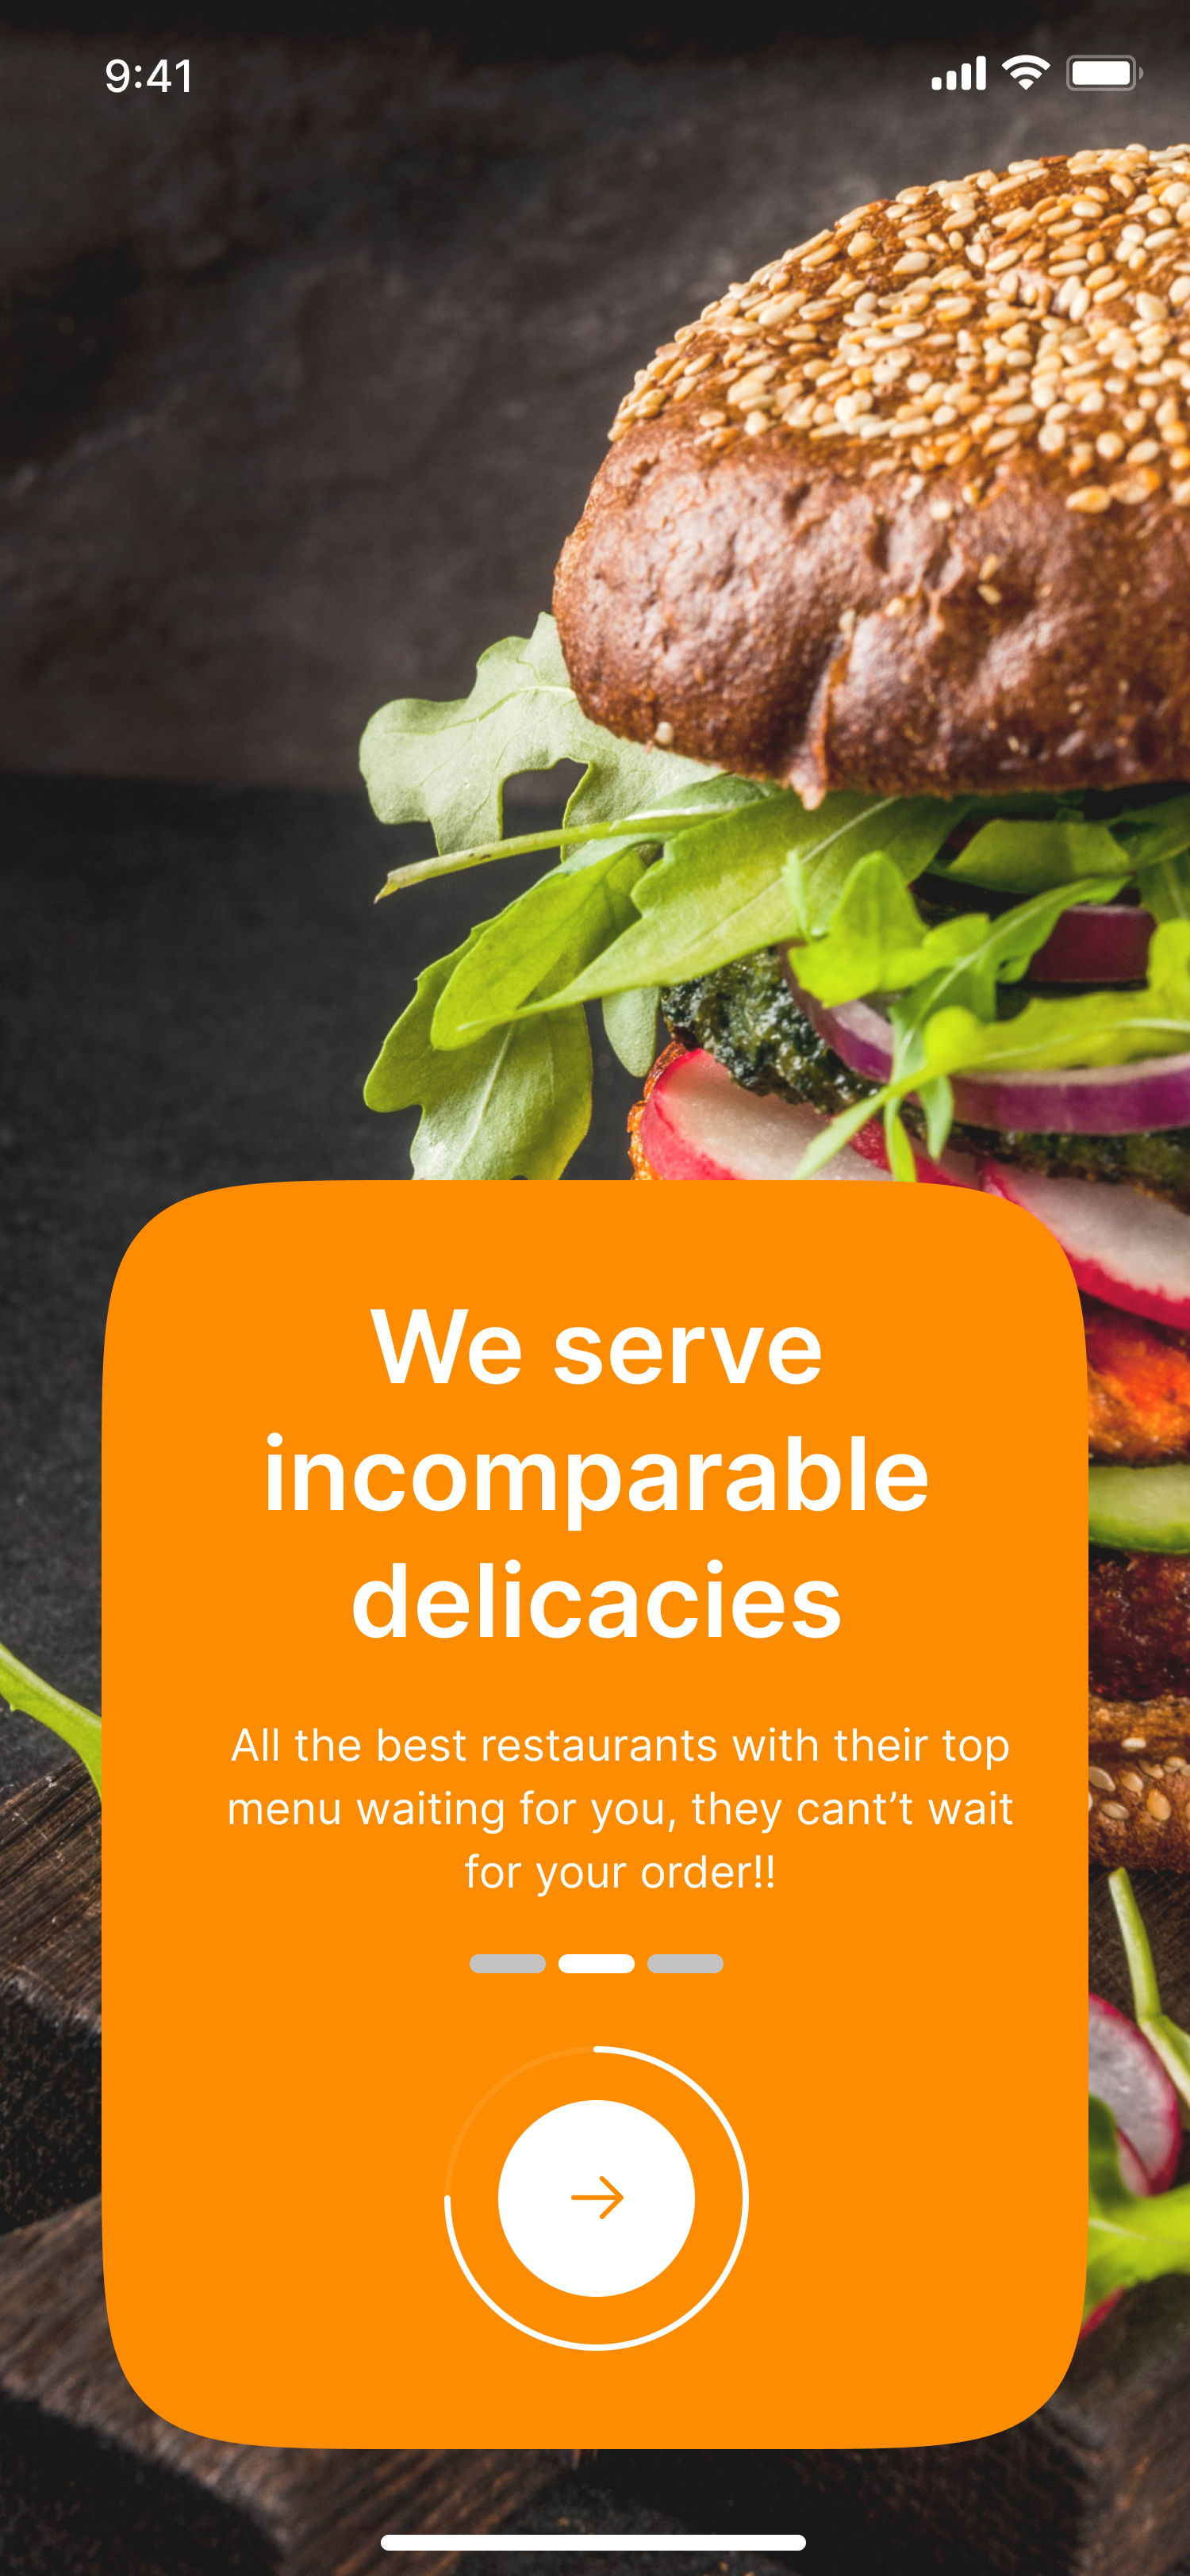 9:41
We serve
incomparable
delicacies
All the best restaurants with their top
menu waiting for you, they cant’t wait
for your order!!